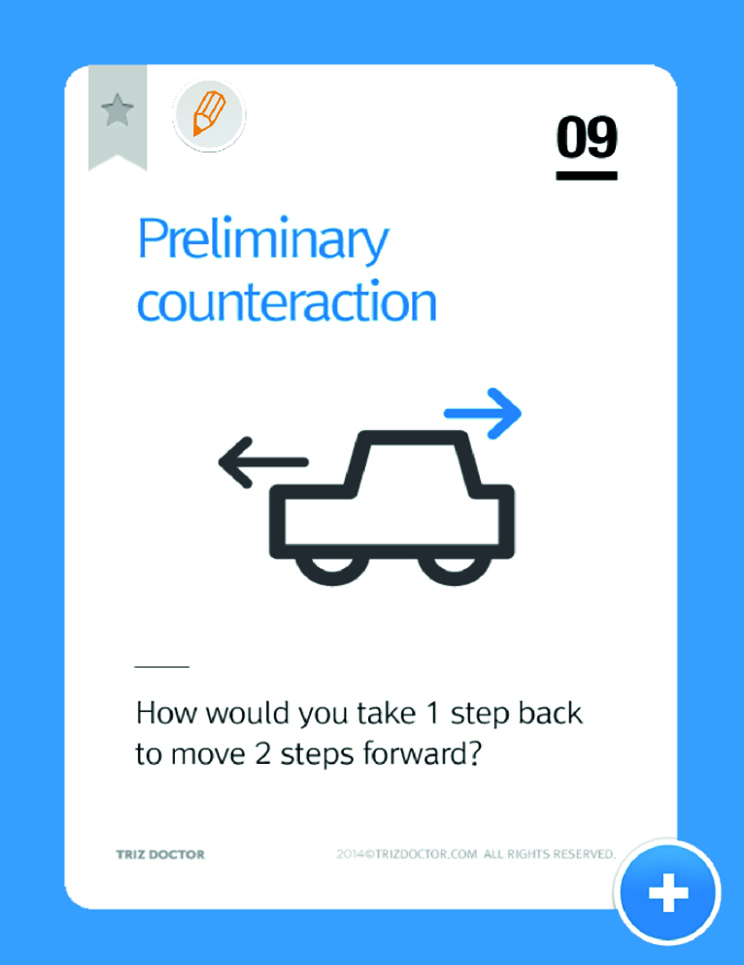 09
Preliminary
counteraction
How would you take 1 step back
to move 2 steps forward?
TRIZ DOCTOR
2014©TRIZDOCTOR.COM ALL RIGHTS RESERVED.